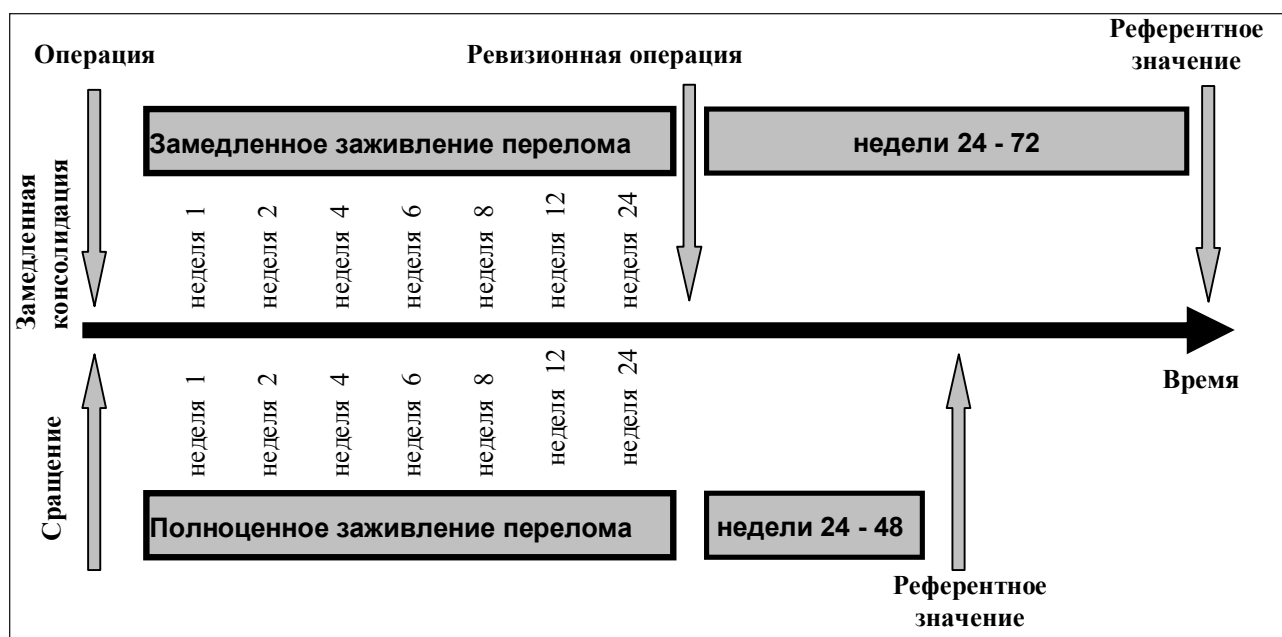 Операция
Ревизионная операция
Референтное
значение
Замедленная
консолидация
Замедленное заживление перелома
недели 24 - 72
неделя 1
неделя 2
неделя 4
неделя 6
неделя 8
неделя 12
неделя 24
Время
Сращение
неделя 1
неделя 2
неделя 4
неделя 6
неделя 8
неделя 12
неделя 24
Полноценное заживление перелома
недели 24 - 48
Референтное
значение